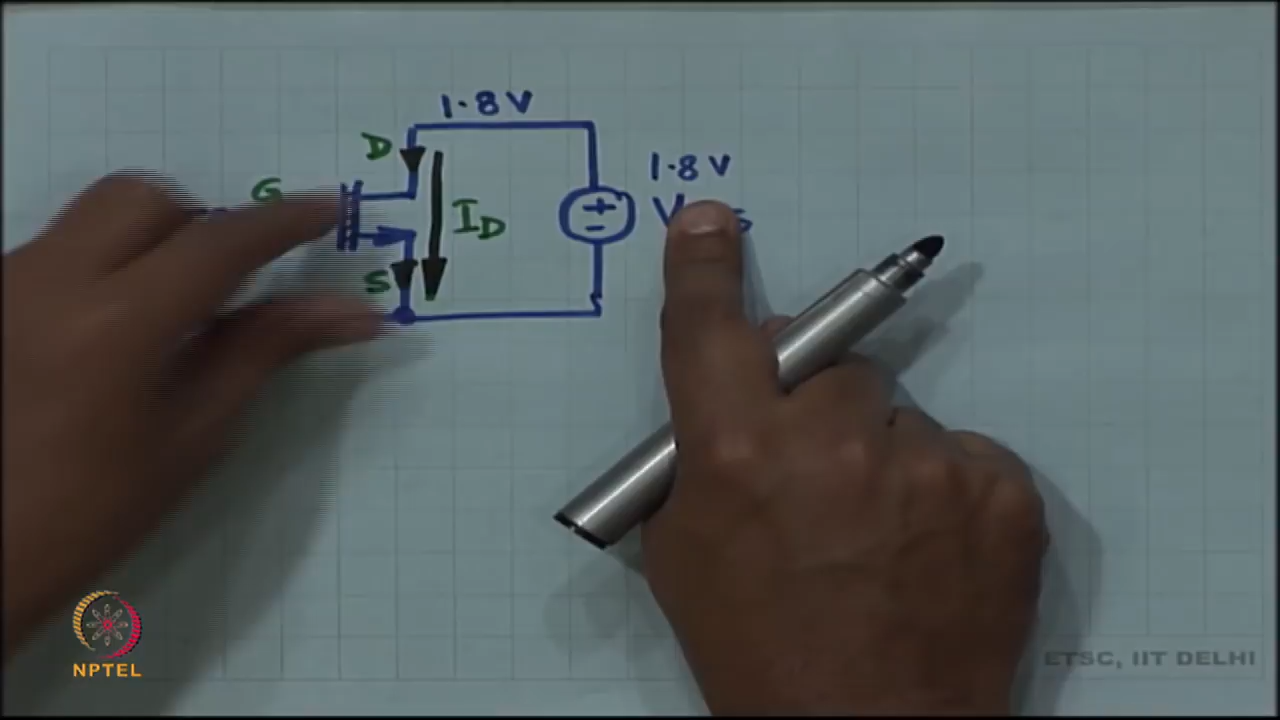 1.8 V
D
1.8 V
G
I_D
S
NPTEL
ETSC, IIT DELHI